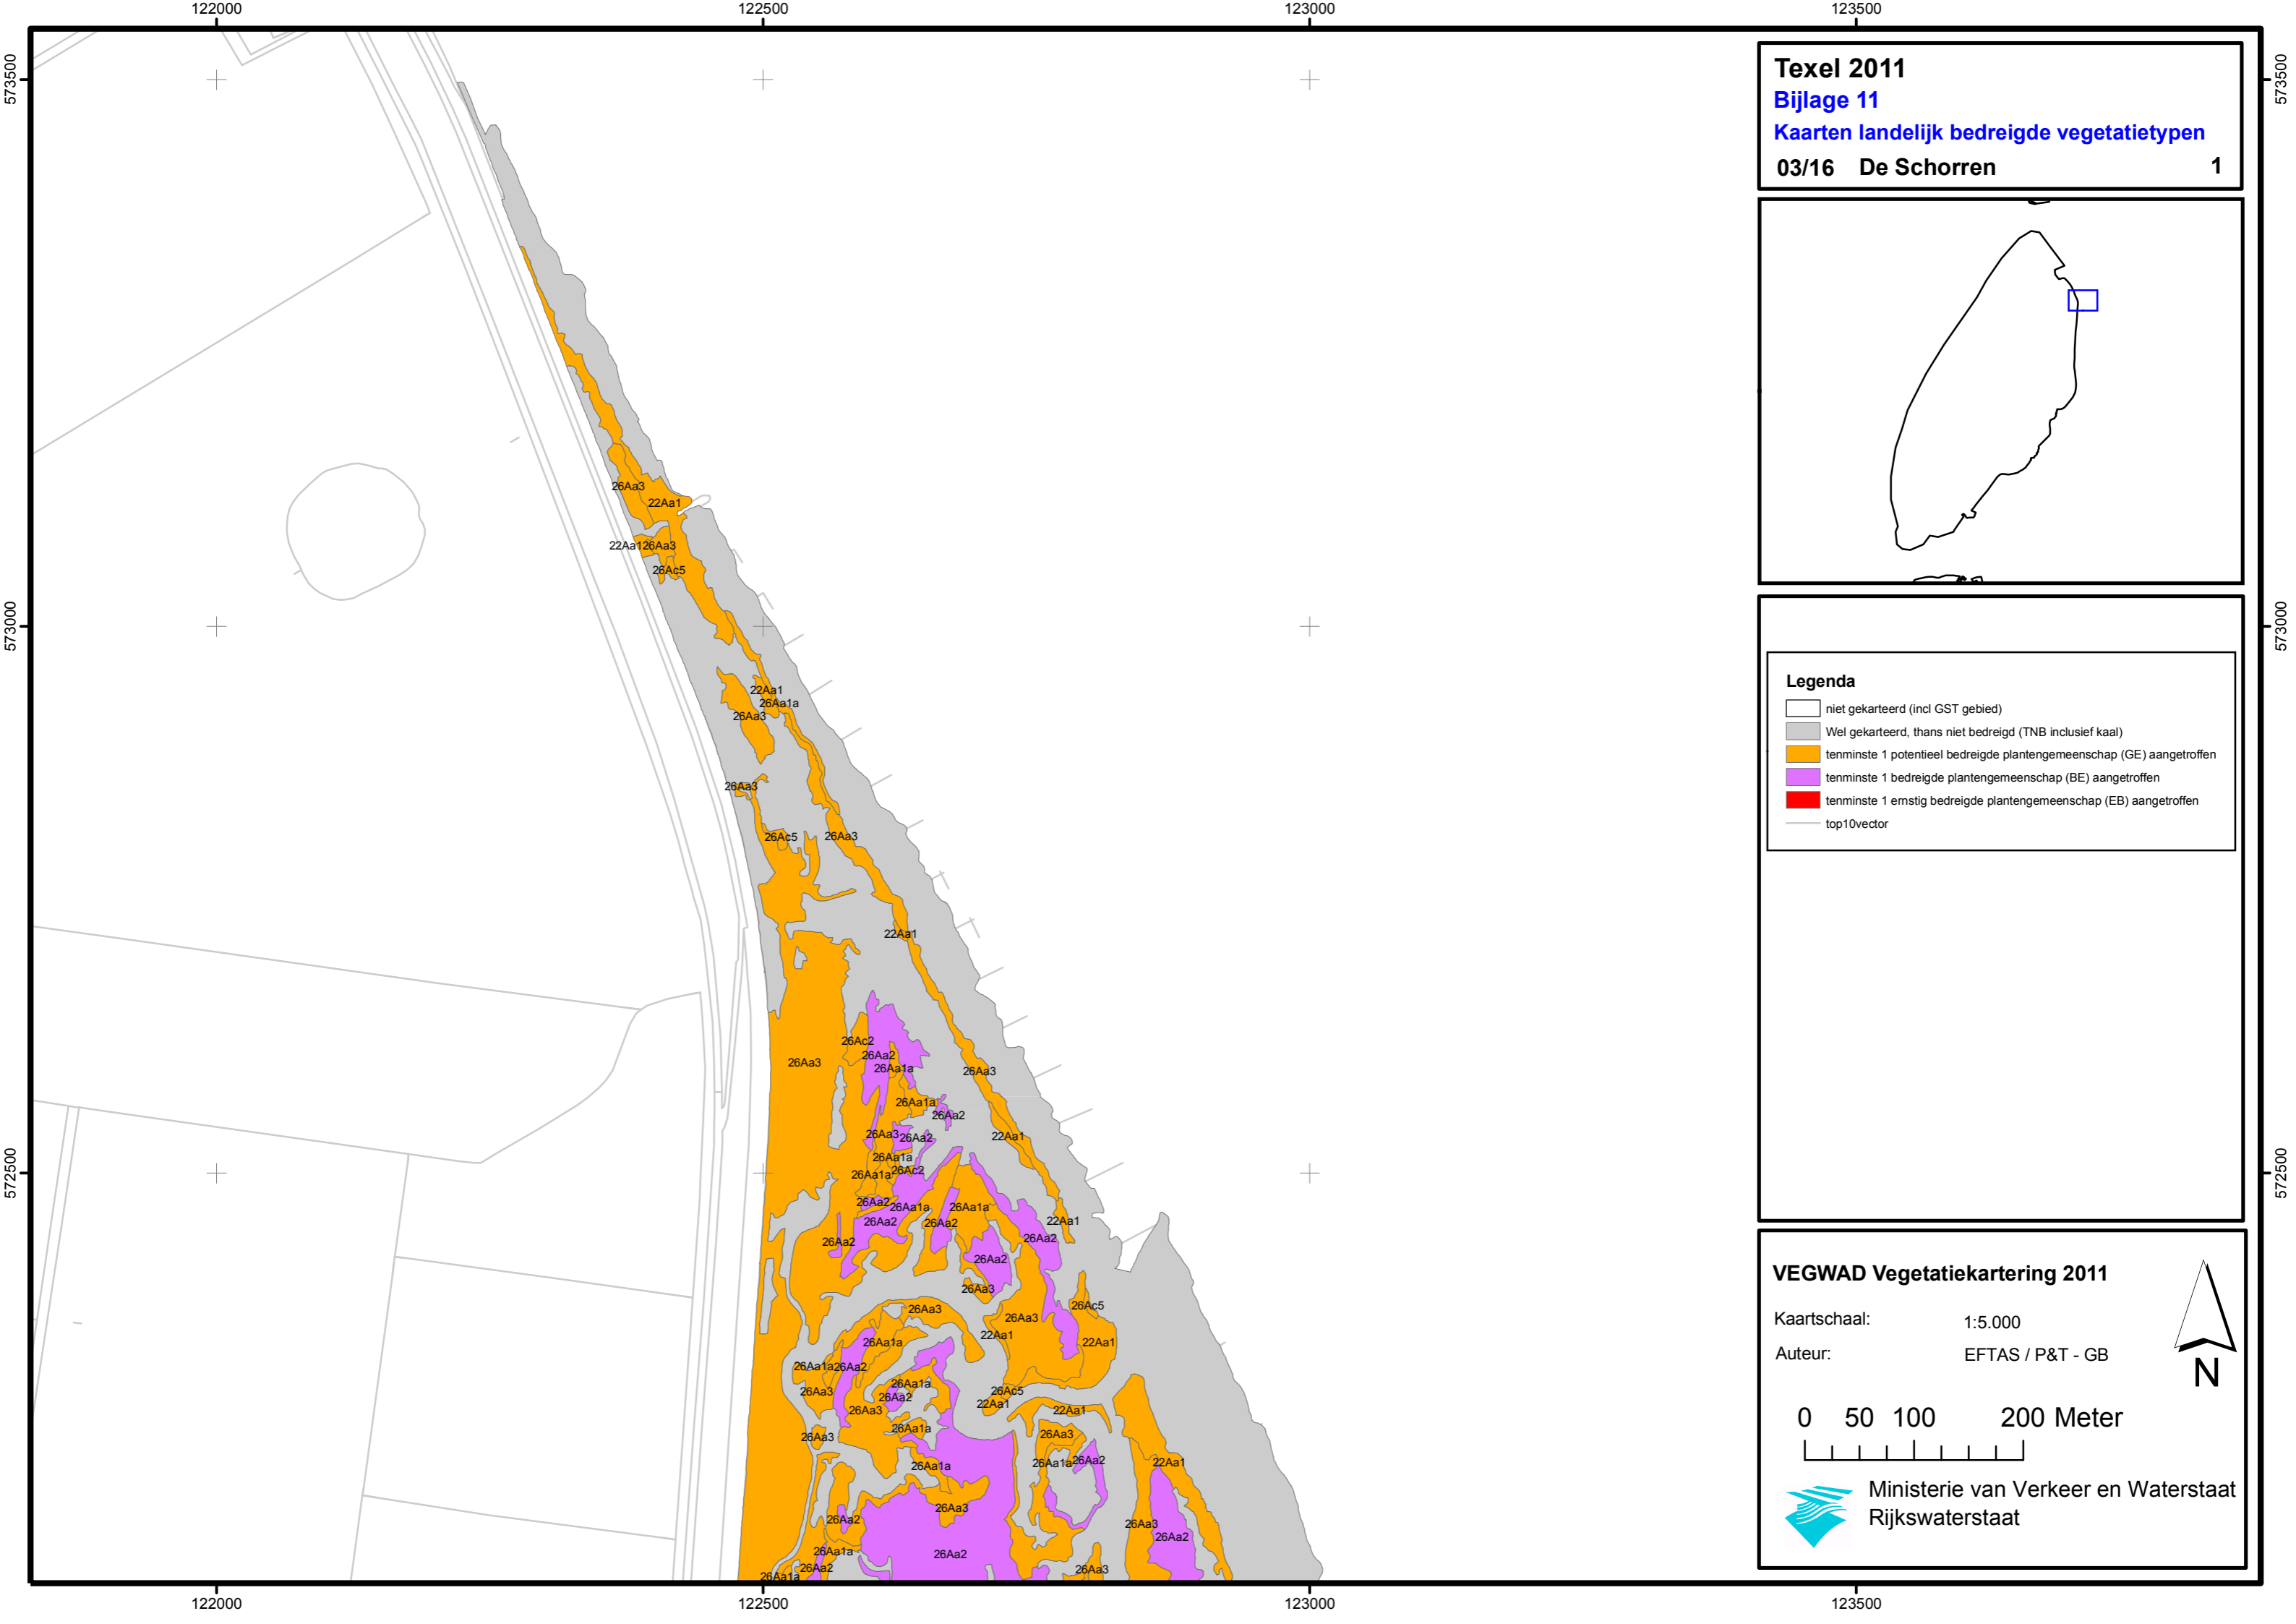 122000
122500
123000
123500
573500
573500
Texel 2011
Bijlage 11
Kaarten landelijk bedreigde vegetatietypen
03/16 De Schorren 1
26Aa3
22Aa1
22Aa1
26Aa3
26Ac5
573000
573000
22Aa1
26Aa1a
26Aa3
26Aa3
26Ac5
26Aa3
22Aa1
Legenda
niet gekarteerd (incl GST gebied)
Wel gekarteerd, thans niet bedreigd (TNB inclusief kaal)
tenminste 1 potentieel bedreigde plantengemeenschap (GE) aangetroffen
tenminste 1 bedreigde plantengemeenschap (BE) aangetroffen
tenminste 1 ernstig bedreigde plantengemeenschap (EB) aangetroffen
top10vector
26Ac2
26Aa2
26Aa3
26Aa1a
26Aa3
26Aa1a
26Aa2
26Aa3
26Aa2
22Aa1
26Aa1a
26Ac2
26Aa1a
572500
572500
26Aa2
26Aa1a
26Aa1a
26Aa2
26Aa2
22Aa1
26Aa2
26Aa2
26Aa2
26Aa3
26Ac5
26Aa3
26Aa3
22Aa1
26Aa1a
22Aa1
26Aa1a
26Aa2
26Aa1a
26Aa3
26Aa2
26Ac5
22Aa1
26Aa3
22Aa1
26Aa1a
26Aa3
26Aa3
26Aa1a
26Aa1a
26Aa2
22Aa1
26Aa3
26Aa2
26Aa3
26Aa2
26Aa1a
26Aa2
26Aa2
26Aa3
26Aa1a
VEGWAD Vegetatiekartering 2011
Kaartschaal: 1:5.000
Auteur: EFTAS / P&T - GB
N
0 50 100 200 Meter
Ministerie van Verkeer en Waterstaat
Rijkswaterstaat
122000
122500
123000
123500